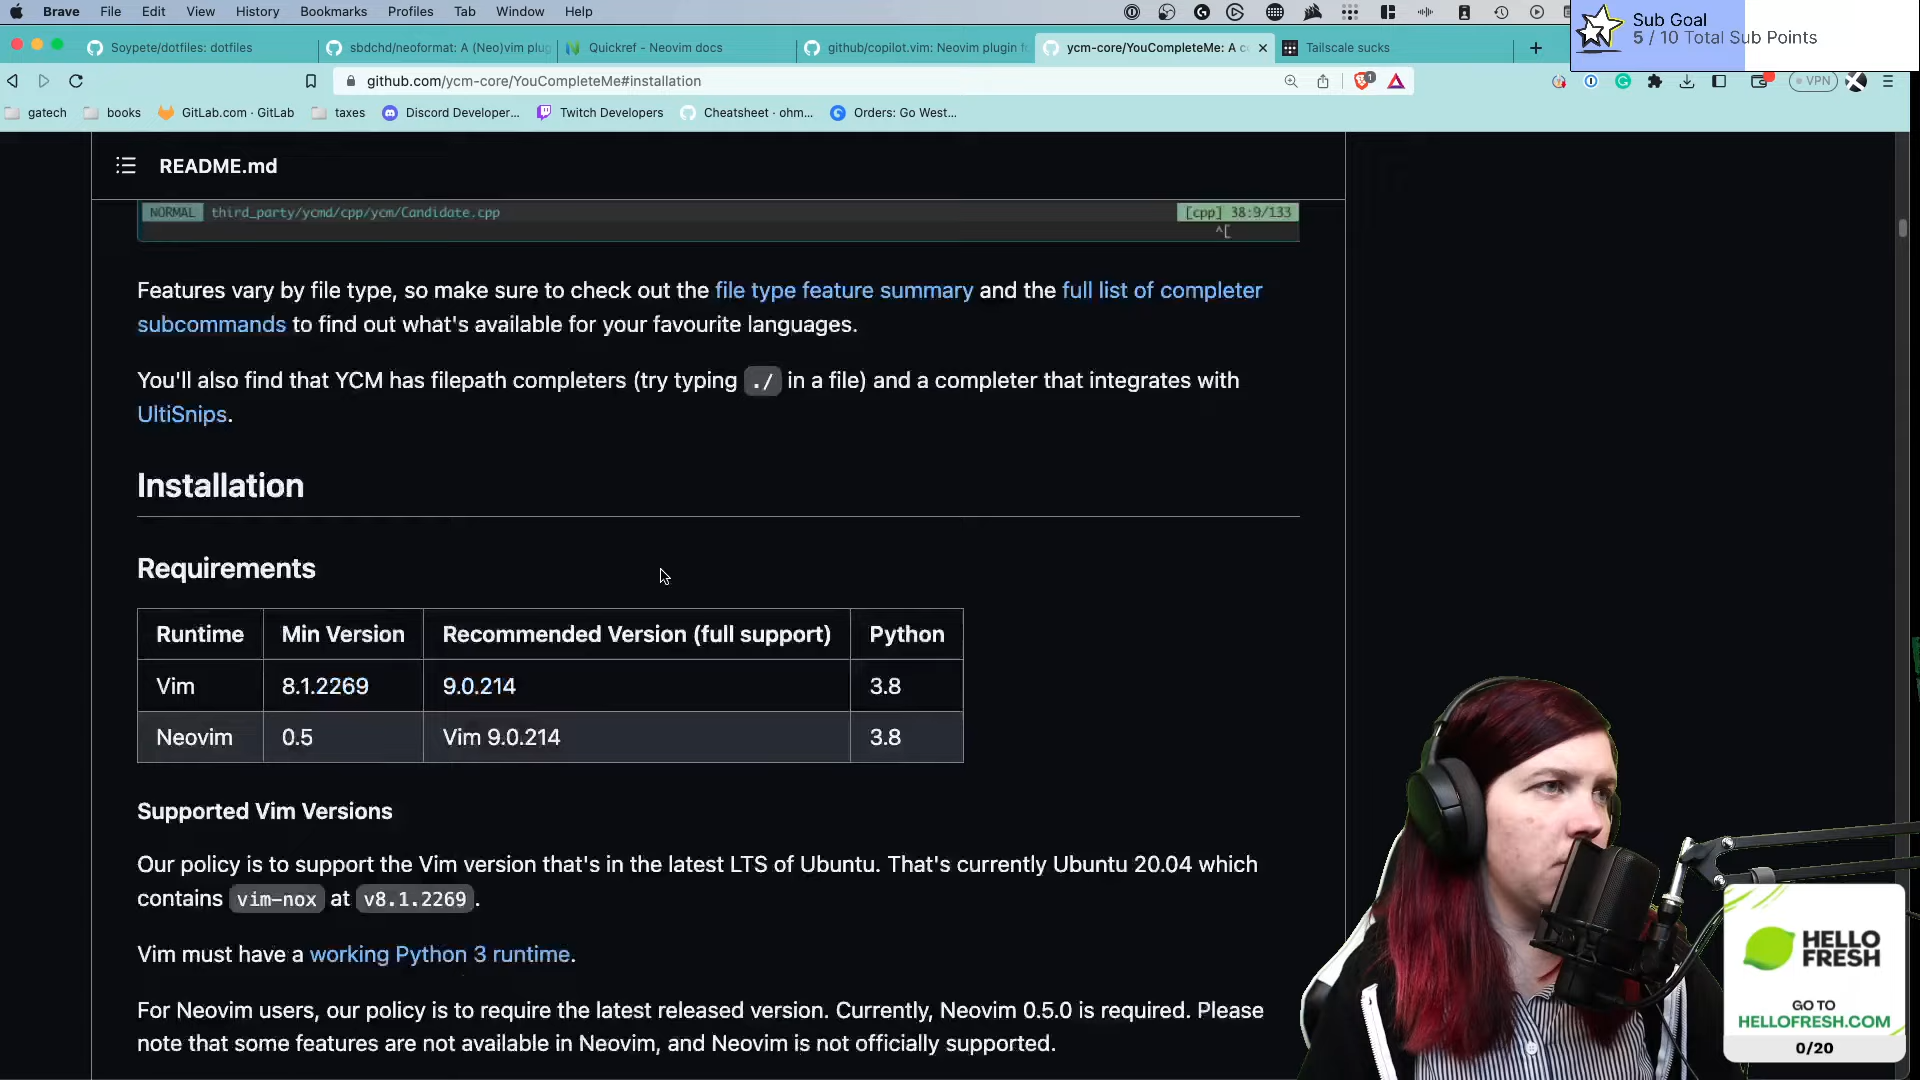 Brave File Edit View History Bookmarks Profiles Tab Window Help
Sub Goal
5 / 10 Total Sub Points
Soypete/dotfiles: dotfiles
sbdchd/neoformat: A (Neo)vim plug
Quickref - Neovim docs
github/copilot.vim: Neovim plugin f
ycm-core/YouCompleteMe: A c
Tailscale sucks
github.com/ycm-core/YouCompleteMe#installation
1
VPN
gatech books GitLab.com · GitLab taxes Discord Developer... Twitch Developers Cheatsheet · ohm... Orders: Go West...
README.md
NORMAL third_party/ycmd/cpp/ycm/Candidate.cpp [cpp] 38:9/133
^[
Features vary by file type, so make sure to check out the file type feature summary and the full list of completer
subcommands to find out what's available for your favourite languages.
You'll also find that YCM has filepath completers (try typing ./ in a file) and a completer that integrates with
UltiSnips.
Installation
Requirements
Runtime Min Version Recommended Version (full support) Python
Vim 8.1.2269 9.0.214 3.8
Neovim 0.5 Vim 9.0.214 3.8
Supported Vim Versions
Our policy is to support the Vim version that's in the latest LTS of Ubuntu. That's currently Ubuntu 20.04 which
contains vim-nox at v8.1.2269.
Vim must have a working Python 3 runtime.
For Neovim users, our policy is to require the latest released version. Currently, Neovim 0.5.0 is required. Please
note that some features are not available in Neovim, and Neovim is not officially supported.
HELLO
FRESH
GO TO
HELLOFRESH.COM
0/20